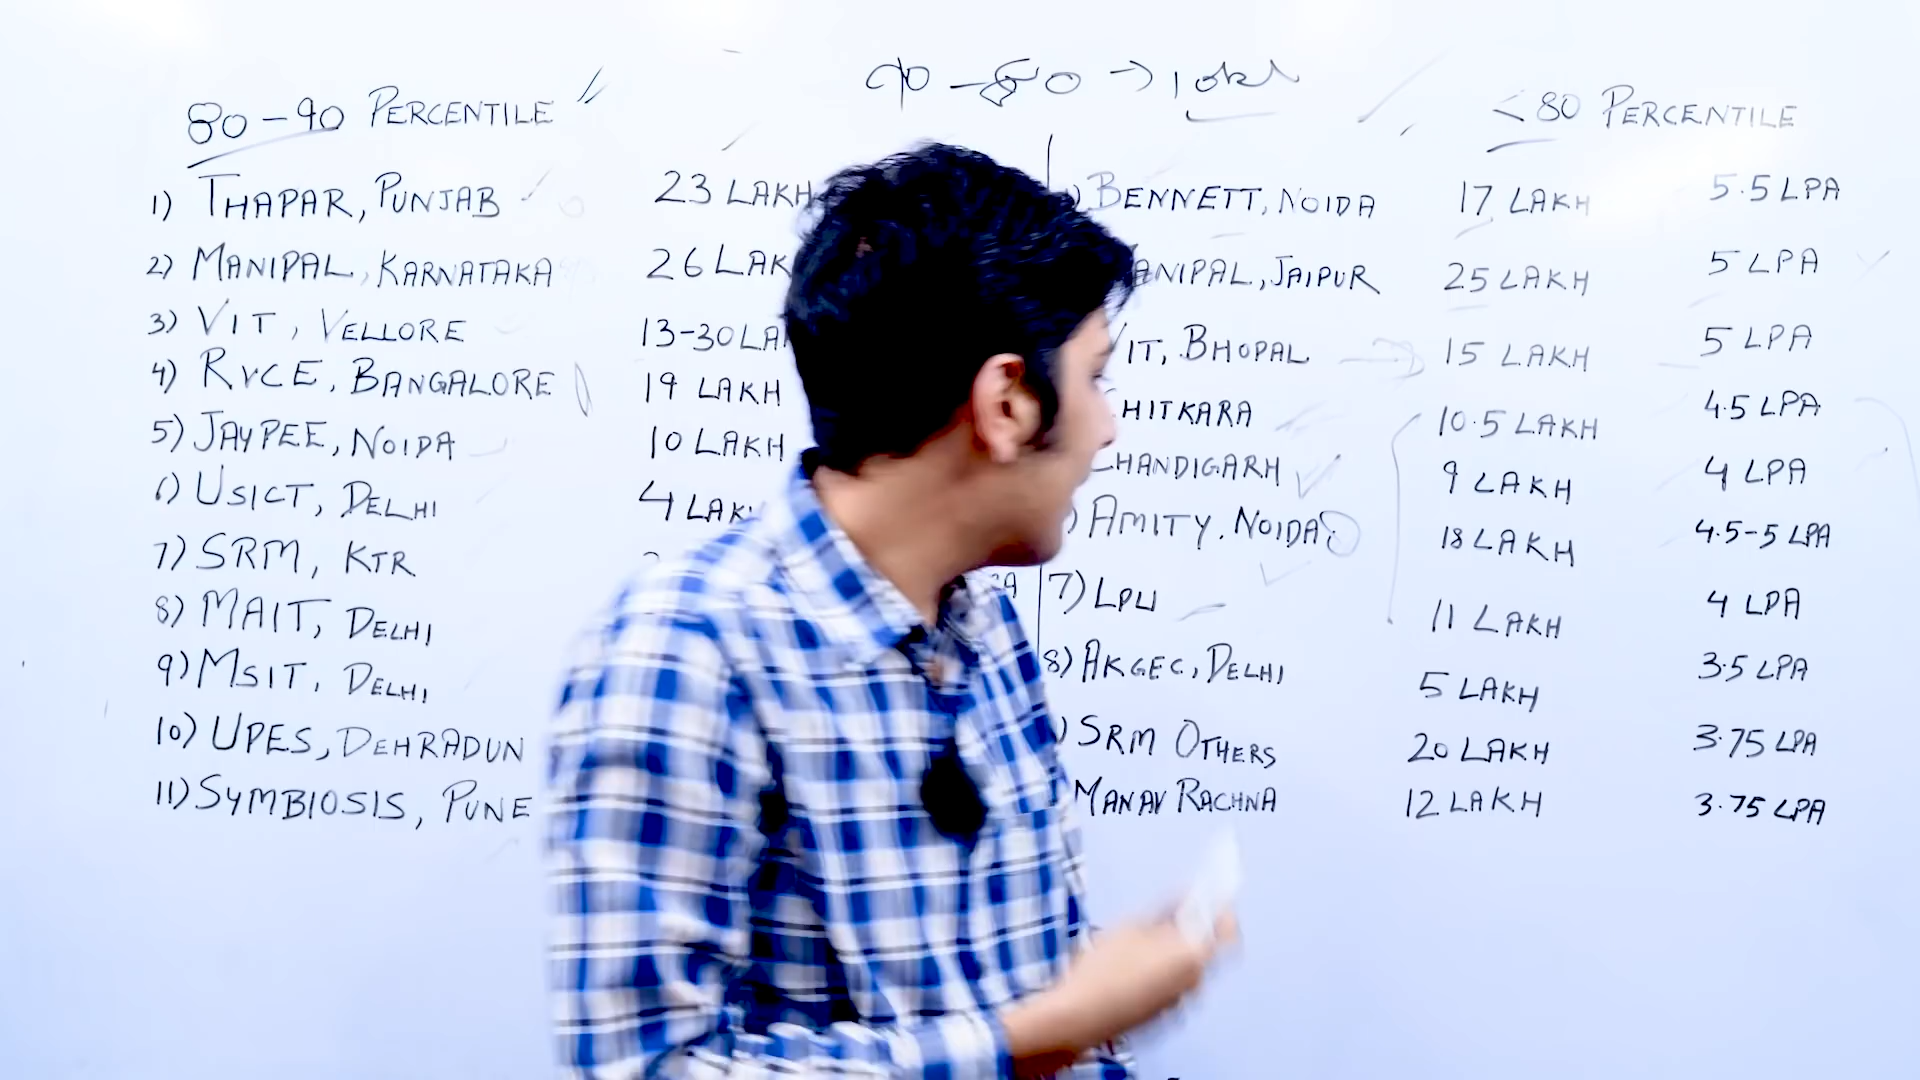 80-90 PERCENTILE
1) THAPAR, PUNJAB 23 LAKH
2) MANIPAL, KARNATAKA 26 LAK
3) VIT, VELLORE 13-30 LA
4) RVCE, BANGALORE 19 LAKH
5) JAYPEE, NOIDA 10 LAKH
6) USICT, DELHI 4 LAK
7) SRM, KTR
8) MAIT, DELHI
9) MSIT, DELHI
10) UPES, DEHRADUN
11) SYMBIOSIS, PUNE
90-80 →
<80 PERCENTILE
) BENNETT, NOIDA 17 LAKH 5.5 LPA
ANIPAL, JAIPUR 25 LAKH 5 LPA
VIT, BHOPAL 15 LAKH 5 LPA
HITKARA 10.5 LAKH 4.5 LPA
CHANDIGARH 9 LAKH 4 LPA
) AMITY, NOIDA 18 LAKH 4.5-5 LPA
7) LPU 11 LAKH 4 LPA
8) AKGEC, DELHI 5 LAKH 3.5 LPA
) SRM OTHERS 20 LAKH 3.75 LPA
MANAV RACHNA 12 LAKH 3.75 LPA